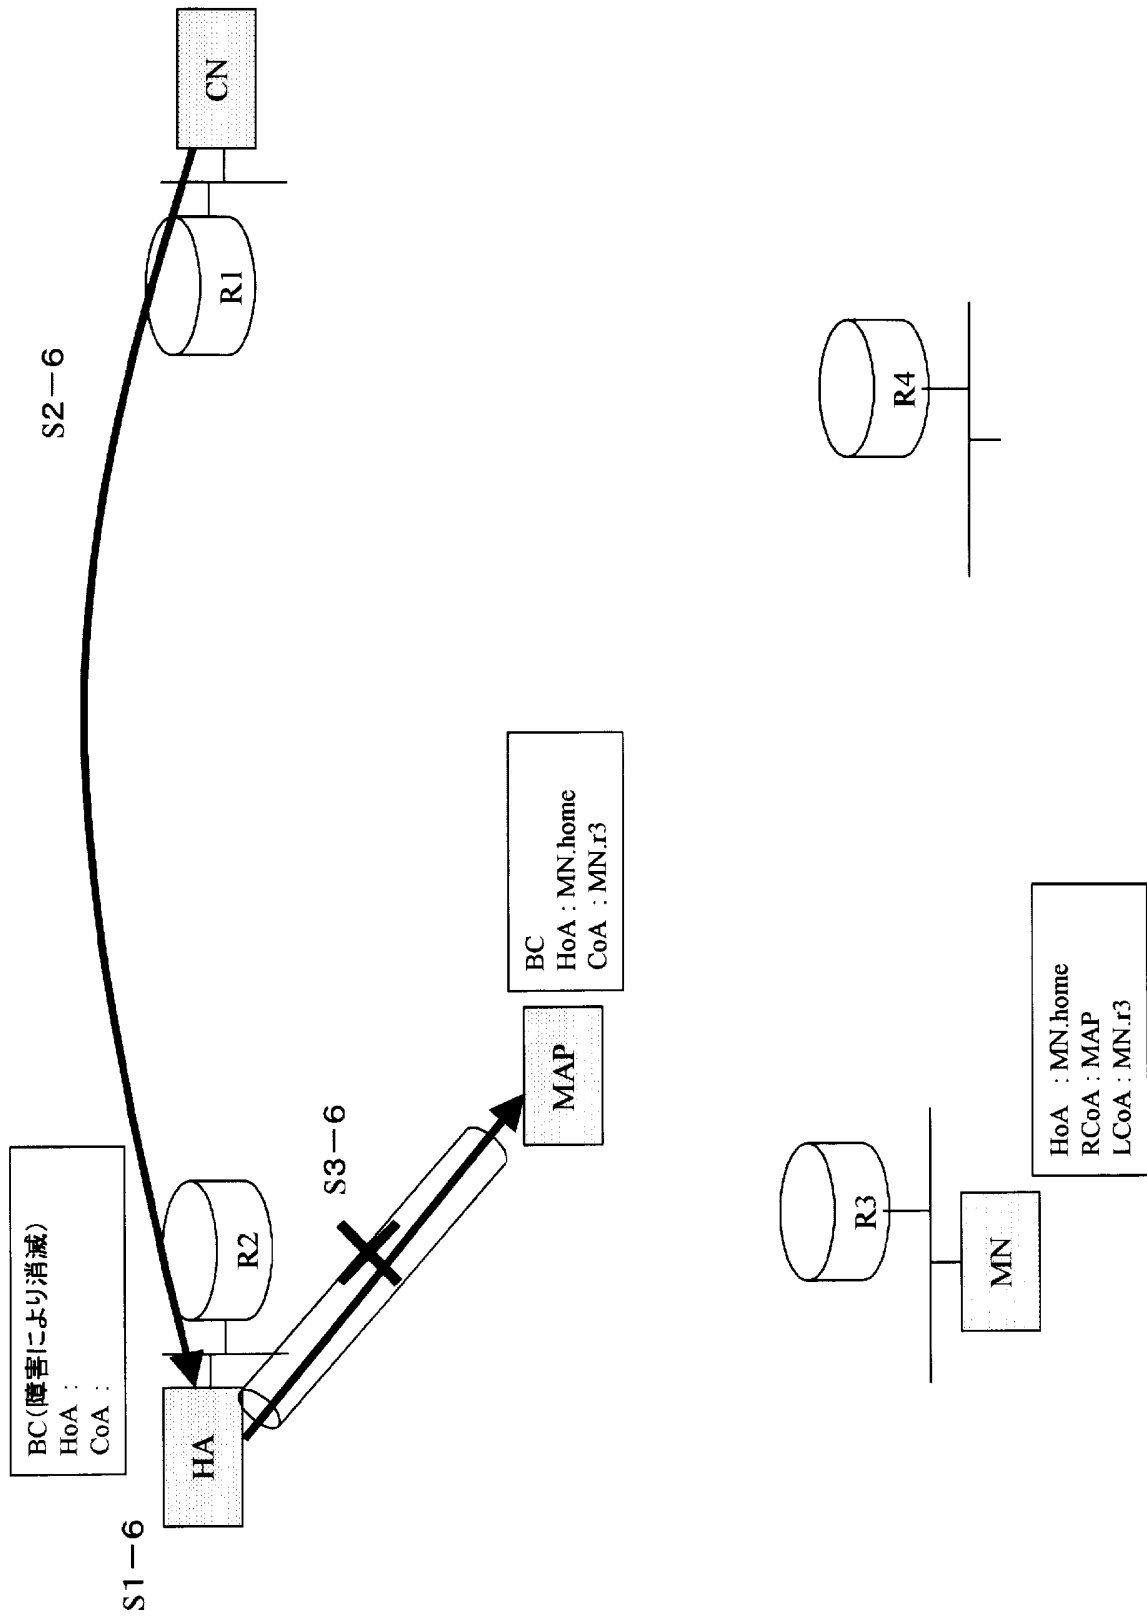 S1－6
BC(障害により消滅)
HoA :
CoA :
HA
R2
S2－6
R1
CN
S3－6
MAP
BC
HoA : MN.home
CoA : MN.r3
R3
MN
HoA : MN.home
RCoA : MAP
LCoA : MN.r3
R4